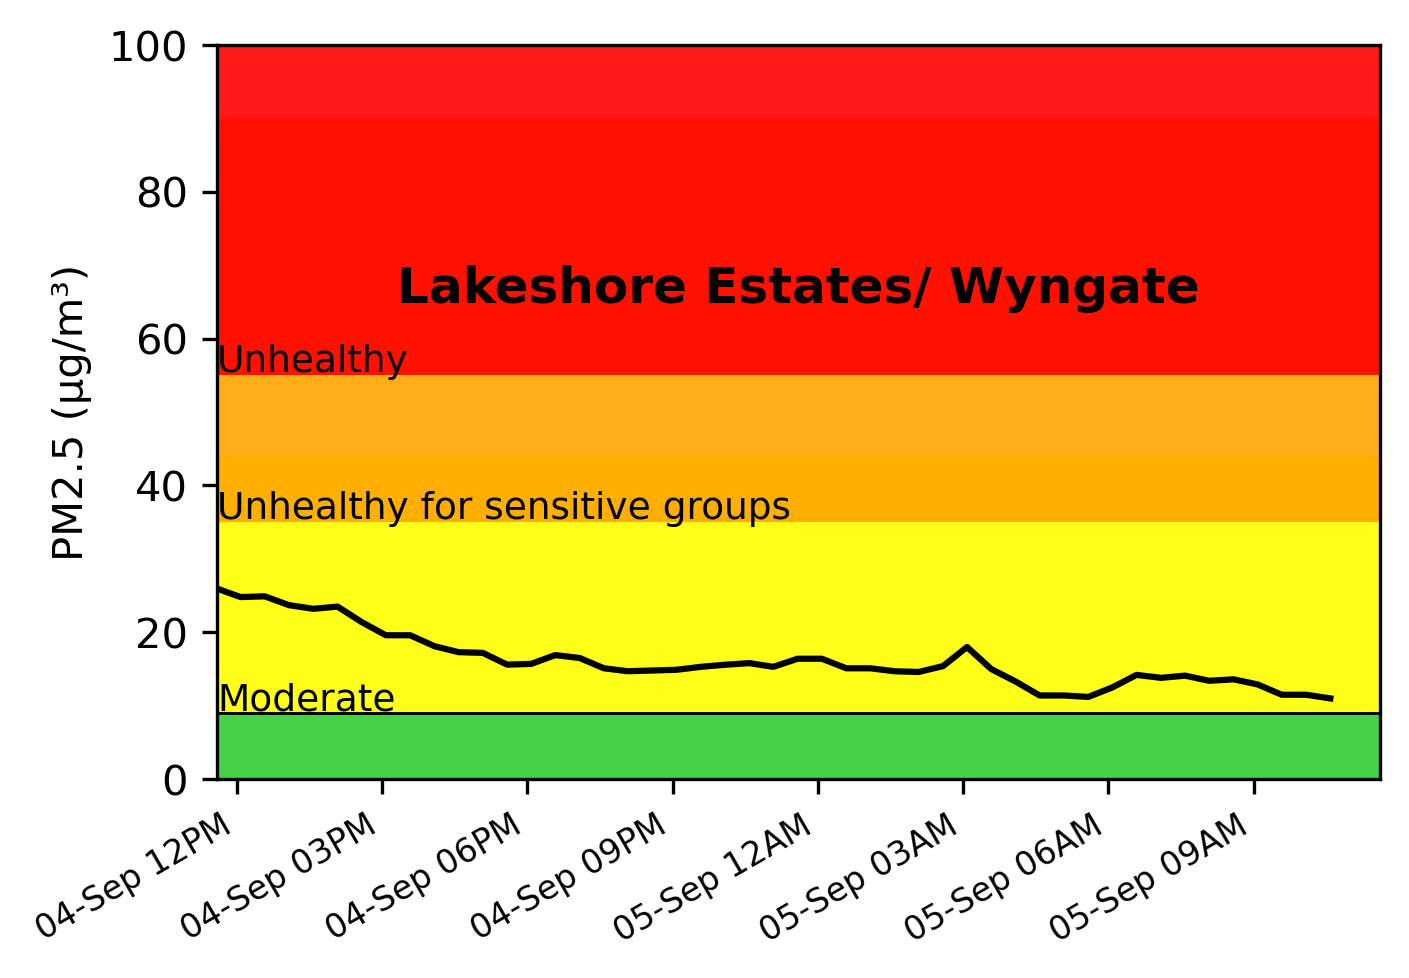 100
80
60
40
20
0
PM2.5 (µg/m³)
Lakeshore Estates/ Wyngate
Unhealthy
Unhealthy for sensitive groups
Moderate
04-Sep 12PM
04-Sep 03PM
04-Sep 06PM
04-Sep 09PM
05-Sep 12AM
05-Sep 03AM
05-Sep 06AM
05-Sep 09AM